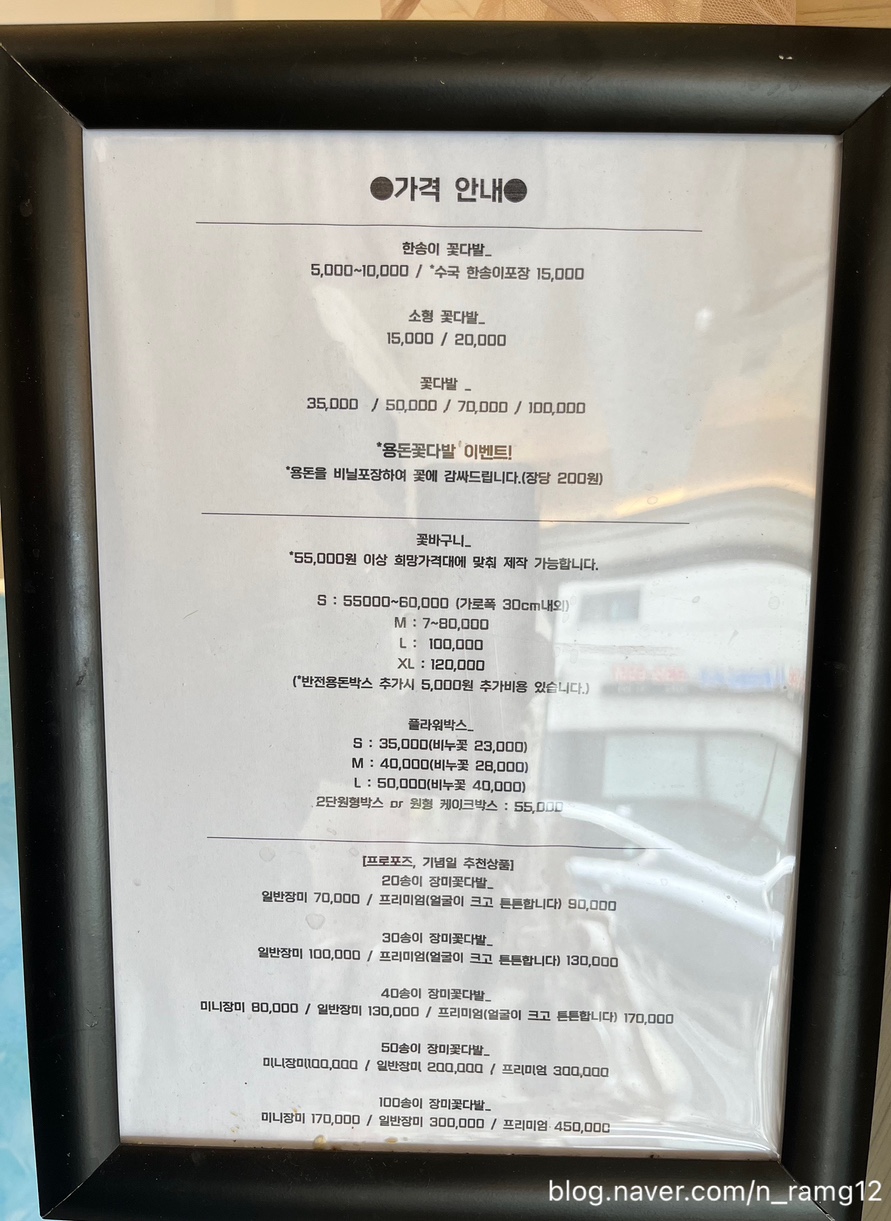 ●가격 안내●
한송이 꽃다발_
5,000~10,000 / *수국 한송이포장 15,000
소형 꽃다발_
15,000 / 20,000
꽃다발 _
35,000 / 50,000 / 70,000 / 100,000
*용돈꽃다발' 이벤트!
*용돈을 비닐포장하여 꽃에 감싸드립니다.(장당 200원)
꽃바구니_
*55,000원 이상 희망가격대에 맞춰 제작 가능합니다.
S : 55000~60,000 (가로폭 30cm내외)
M : 7~80,000
L : 100,000
XL : 120,000
(*반전용돈박스 추가시 5,000원 추가비용 있습니다.)
플라워박스_
S : 35,000(비누꽃 23,000)
M : 40,000(비누꽃 28,000)
L : 50,000(비누꽃 40,000)
2단원형박스 or 원형 케이크박스 : 55,000
[프로포즈, 기념일 추천상품]
20송이 장미꽃다발_
일반장미 70,000 / 프리미엄(얼굴이 크고 튼튼합니다) 90,000
30송이 장미꽃다발_
일반장미 100,000 / 프리미엄(얼굴이 크고 튼튼합니다) 130,000
40송이 장미꽃다발_
미니장미 80,000 / 일반장미 130,000 / 프리미엄(얼굴이 크고 튼튼합니다) 170,000
50송이 장미꽃다발_
미니장미100,000 / 일반장미 200,000 / 프리미엄 300,000
100송이 장미꽃다발_
미니장미 170,000 / 일반장미 300,000 / 프리미엄 450,000
blog.naver.com/n_ramg12